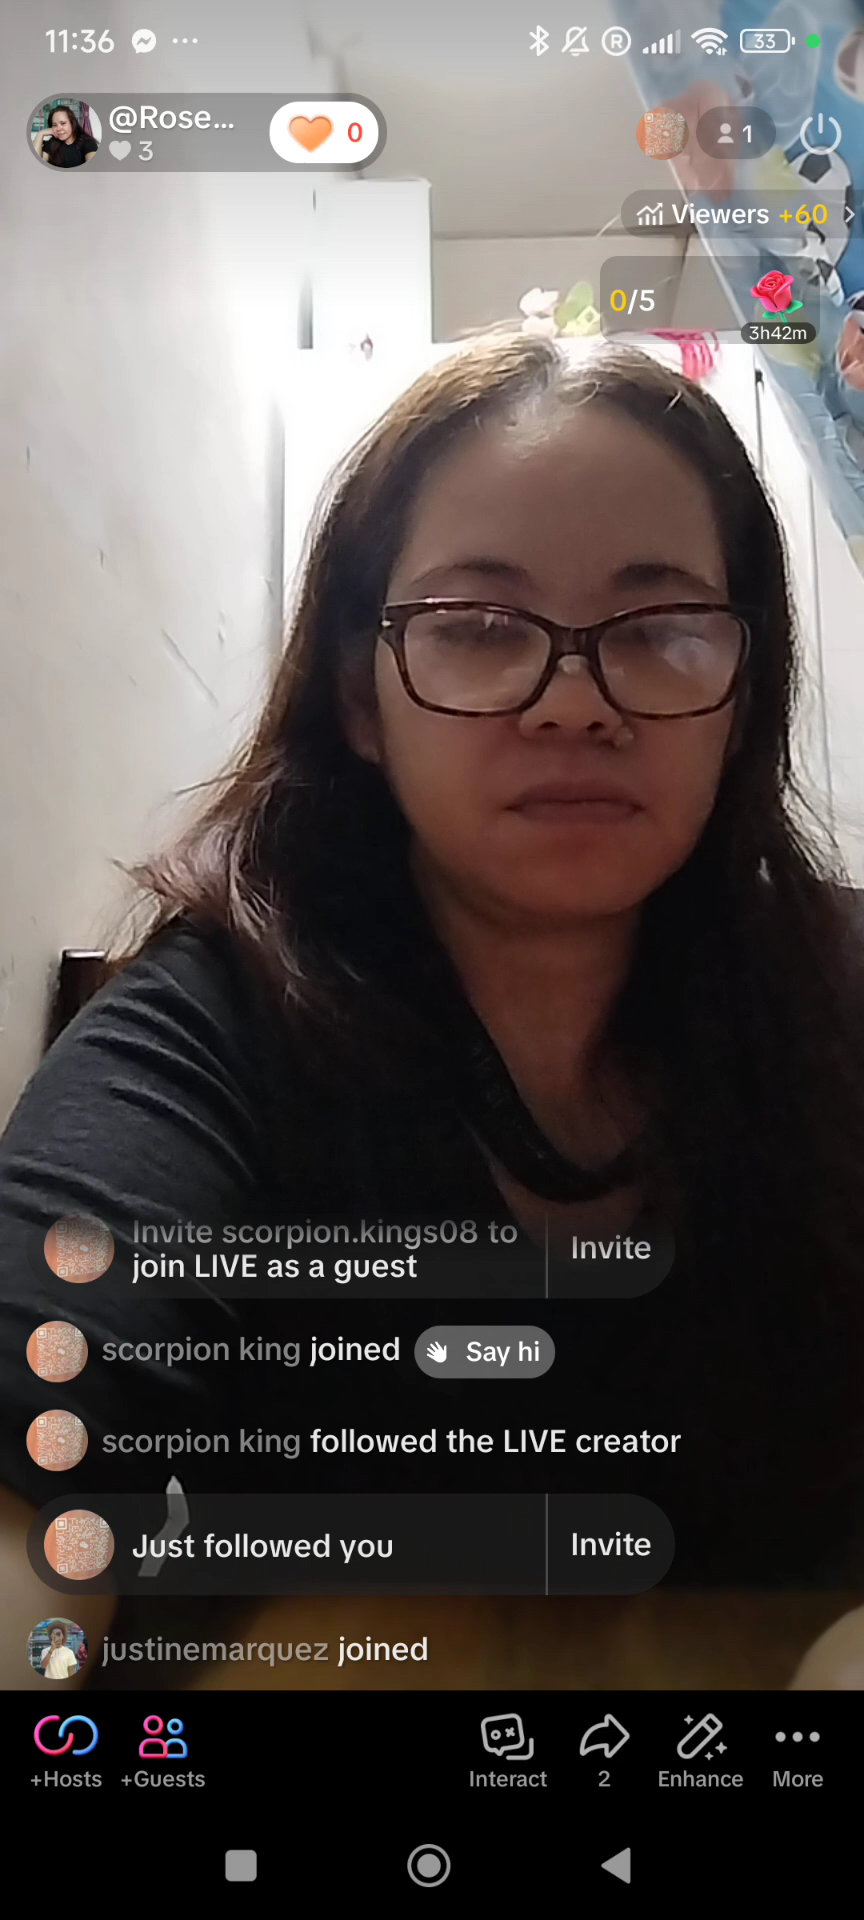 11:36
R
33
@Rose...
0
3
1
Viewers +60
0/5
3h42m
Invite scorpion.kings08 to
join LIVE as a guest
Invite
scorpion king joined
Say hi
scorpion king followed the LIVE creator
Just followed you
Invite
justinemarquez joined
+Hosts
+Guests
Interact
2
Enhance
More